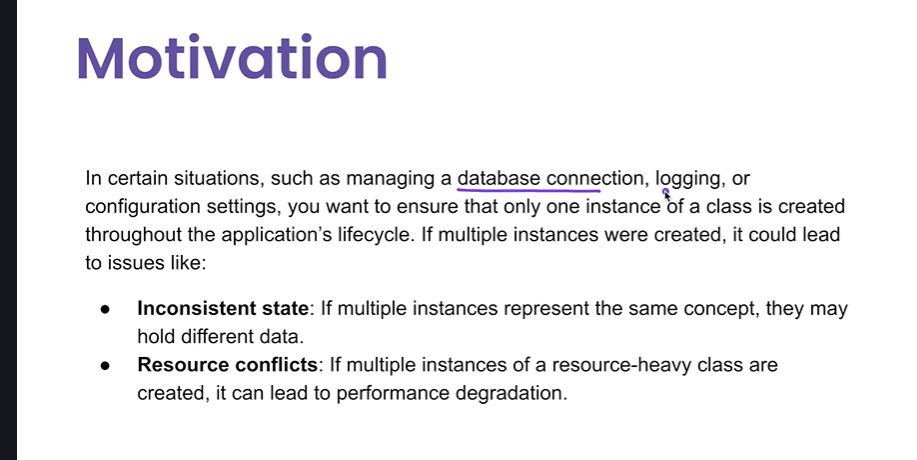 Motivation
In certain situations, such as managing a database connection, logging, or
configuration settings, you want to ensure that only one instance of a class is created
throughout the application’s lifecycle. If multiple instances were created, it could lead
to issues like:
● Inconsistent state: If multiple instances represent the same concept, they may
hold different data.
● Resource conflicts: If multiple instances of a resource-heavy class are
created, it can lead to performance degradation.